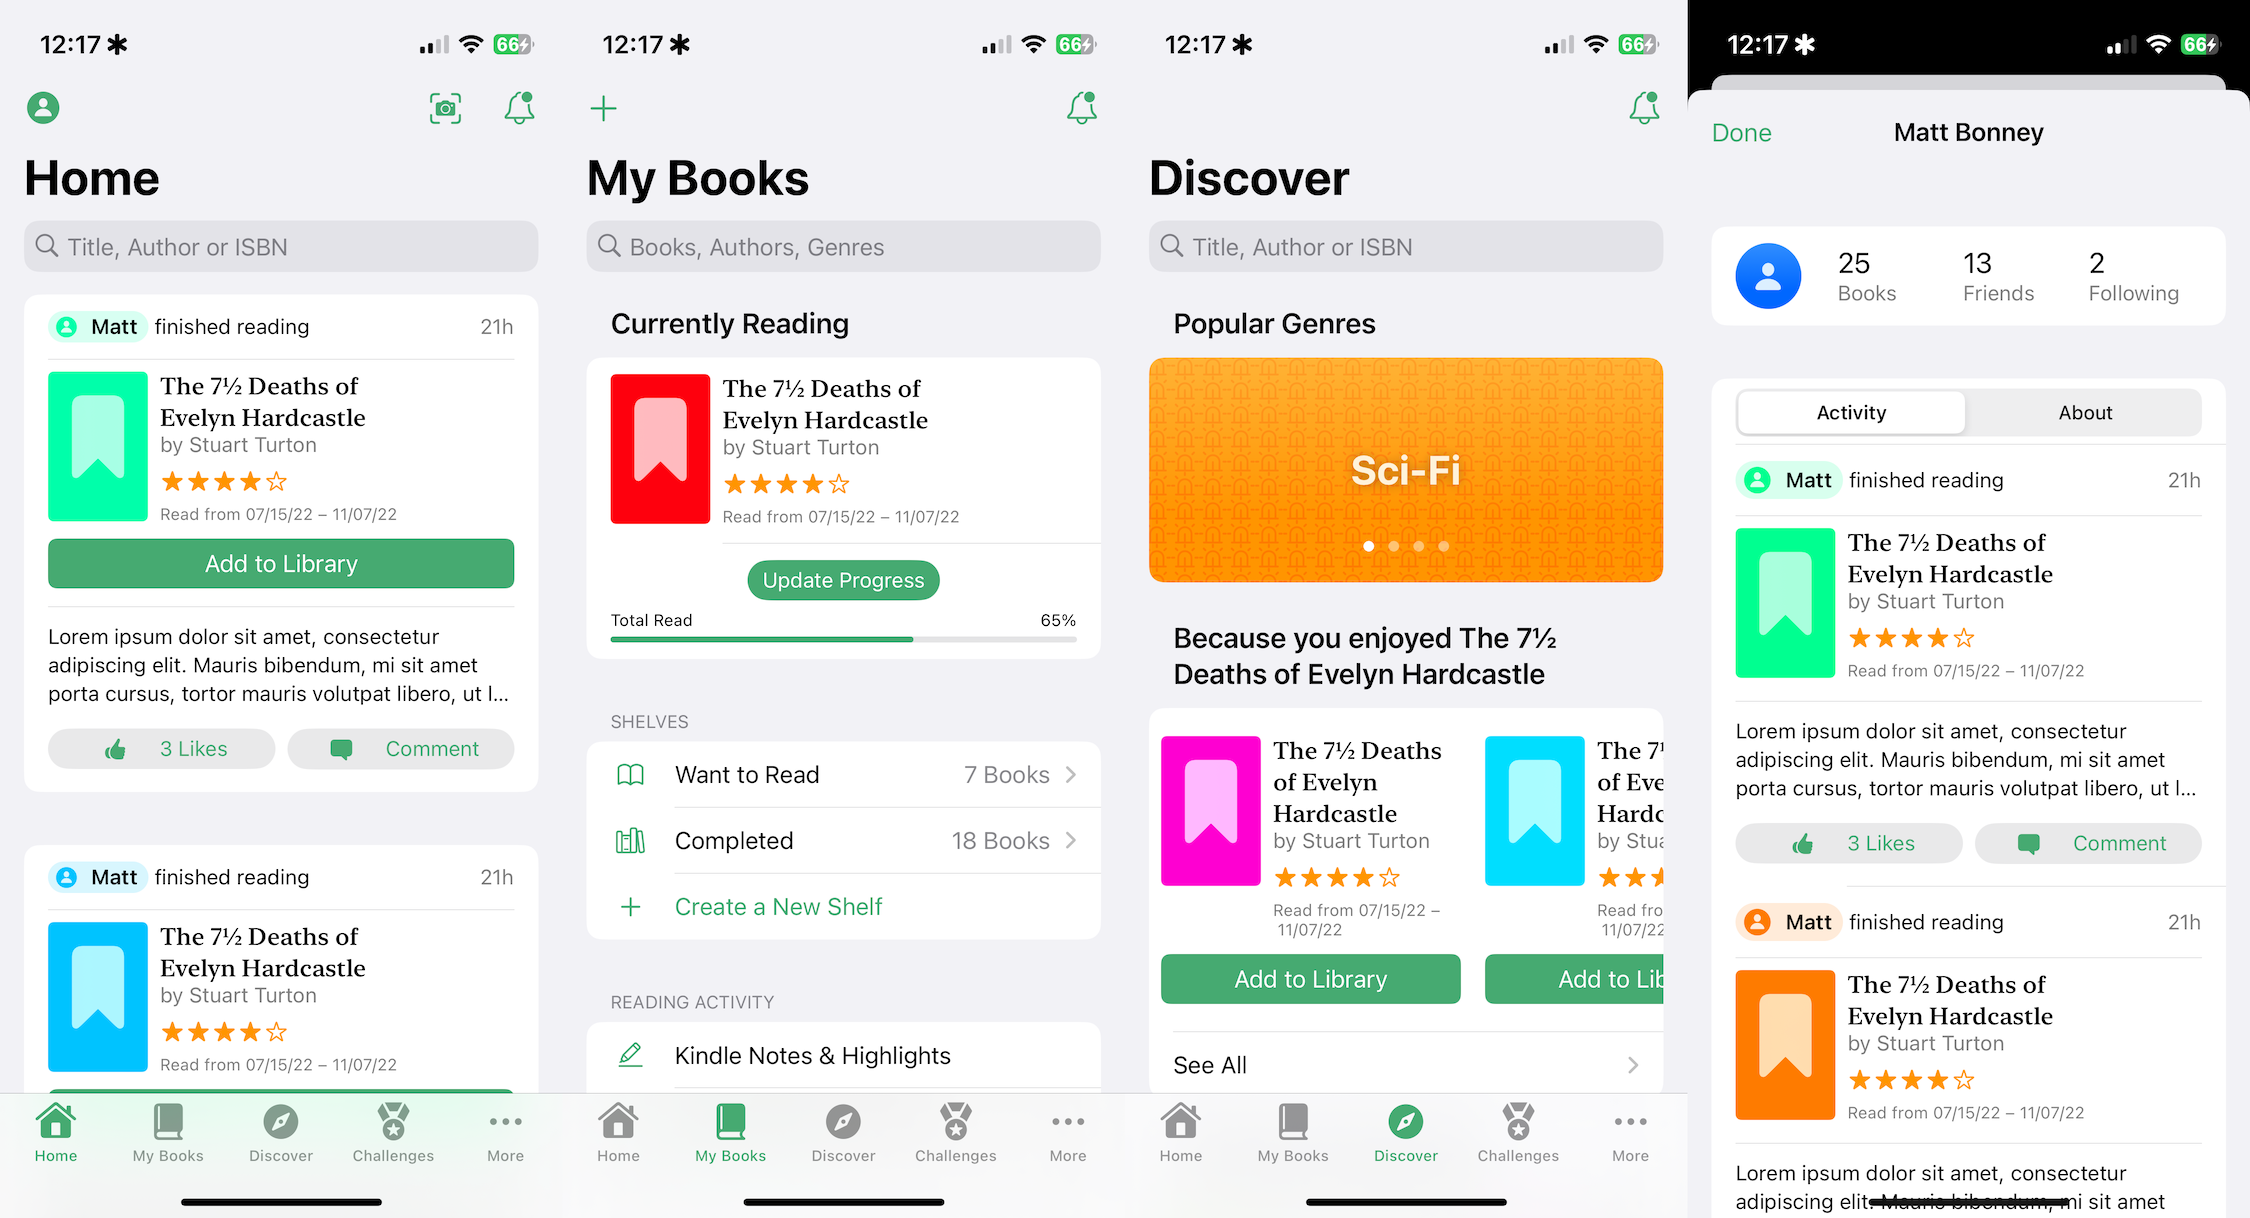 12:17
66
Home
Title, Author or ISBN
Matt finished reading 21h
The 7½ Deaths of
Evelyn Hardcastle
by Stuart Turton
Read from 07/15/22 – 11/07/22
Add to Library
Lorem ipsum dolor sit amet, consectetur
adipiscing elit. Mauris bibendum, mi sit amet
porta cursus, tortor mauris volutpat libero, ut l...
3 Likes Comment
Matt finished reading 21h
The 7½ Deaths of
Evelyn Hardcastle
by Stuart Turton
Read from 07/15/22 – 11/07/22
Home My Books Discover Challenges More
12:17
66
My Books
Books, Authors, Genres
Currently Reading
The 7½ Deaths of
Evelyn Hardcastle
by Stuart Turton
Read from 07/15/22 – 11/07/22
Update Progress
Total Read 65%
SHELVES
Want to Read 7 Books
Completed 18 Books
Create a New Shelf
READING ACTIVITY
Kindle Notes & Highlights
Home My Books Discover Challenges More
12:17
66
Discover
Title, Author or ISBN
Popular Genres
Sci-Fi
Because you enjoyed The 7½
Deaths of Evelyn Hardcastle
The 7½ Deaths
of Evelyn
Hardcastle
by Stuart Turton
Read from 07/15/22 –
11/07/22
Add to Library
The 7
of Eve
Hardc
by Stua
Read fro
11/07/22
Add to Lib
See All
Home My Books Discover Challenges More
12:17
66
Done Matt Bonney
25 13 2
Books Friends Following
Activity About
Matt finished reading 21h
The 7½ Deaths of
Evelyn Hardcastle
by Stuart Turton
Read from 07/15/22 – 11/07/22
Lorem ipsum dolor sit amet, consectetur
adipiscing elit. Mauris bibendum, mi sit amet
porta cursus, tortor mauris volutpat libero, ut l...
3 Likes Comment
Matt finished reading 21h
The 7½ Deaths of
Evelyn Hardcastle
by Stuart Turton
Read from 07/15/22 – 11/07/22
Lorem ipsum dolor sit amet, consectetur
adipiscing elit. Mauris bibendum, mi sit amet